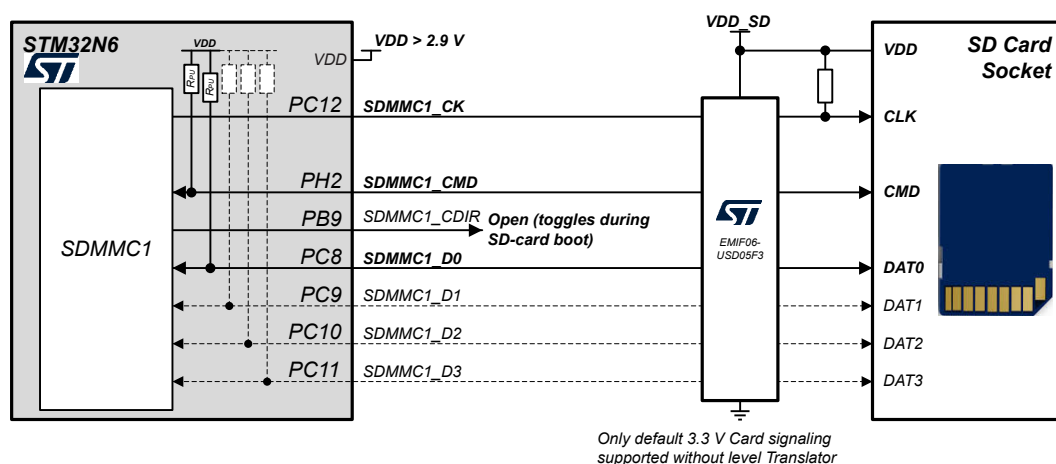 VDD_SD
STM32N6
ST
VDD
VDD > 2.9 V
VDD
RPU
RPU
VDD
SD Card
Socket
PC12
SDMMC1_CK
CLK
PH2
SDMMC1_CMD
CMD
PB9
SDMMC1_CDIR
Open (toggles during
SD-card boot)
SDMMC1
ST
EMIF06-
USD05F3
PC8
SDMMC1_D0
DAT0
PC9
SDMMC1_D1
DAT1
PC10
SDMMC1_D2
DAT2
PC11
SDMMC1_D3
DAT3
Only default 3.3 V Card signaling
supported without level Translator